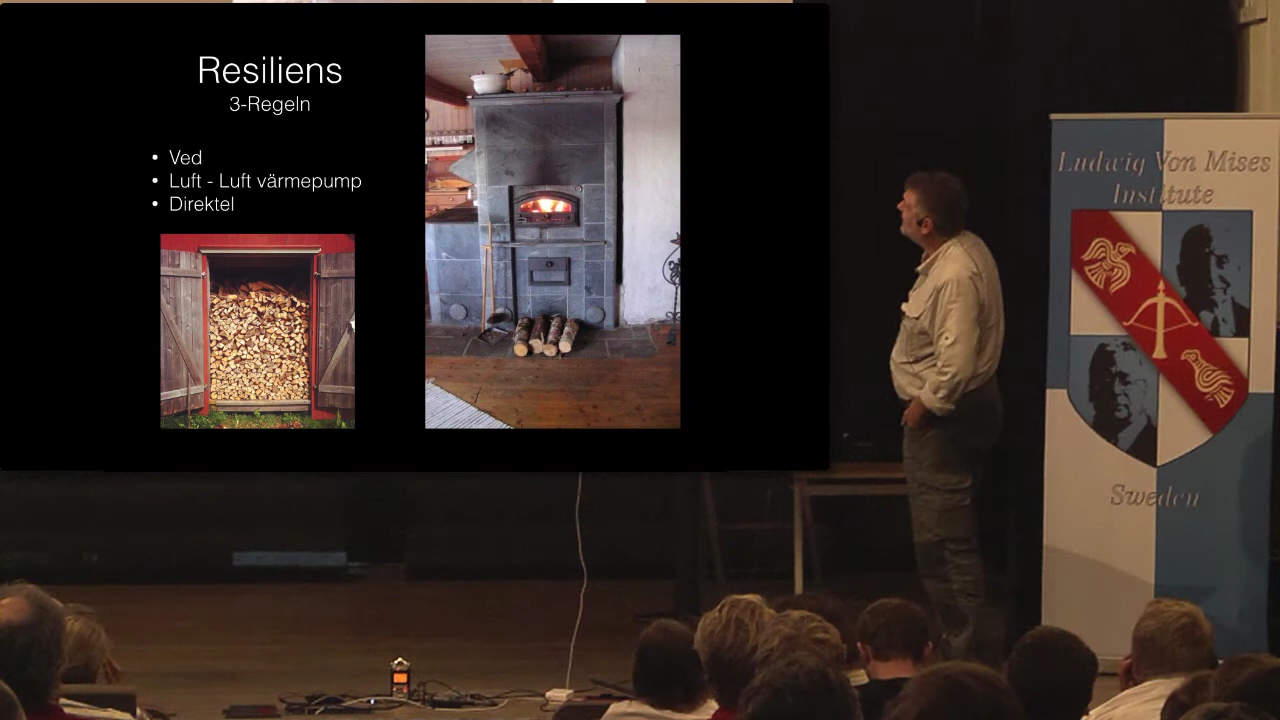 Resiliens
3-Regeln
• Ved
• Luft - Luft värmepump
• Direktel
Ludwig Von Mises
Institute
Sweden